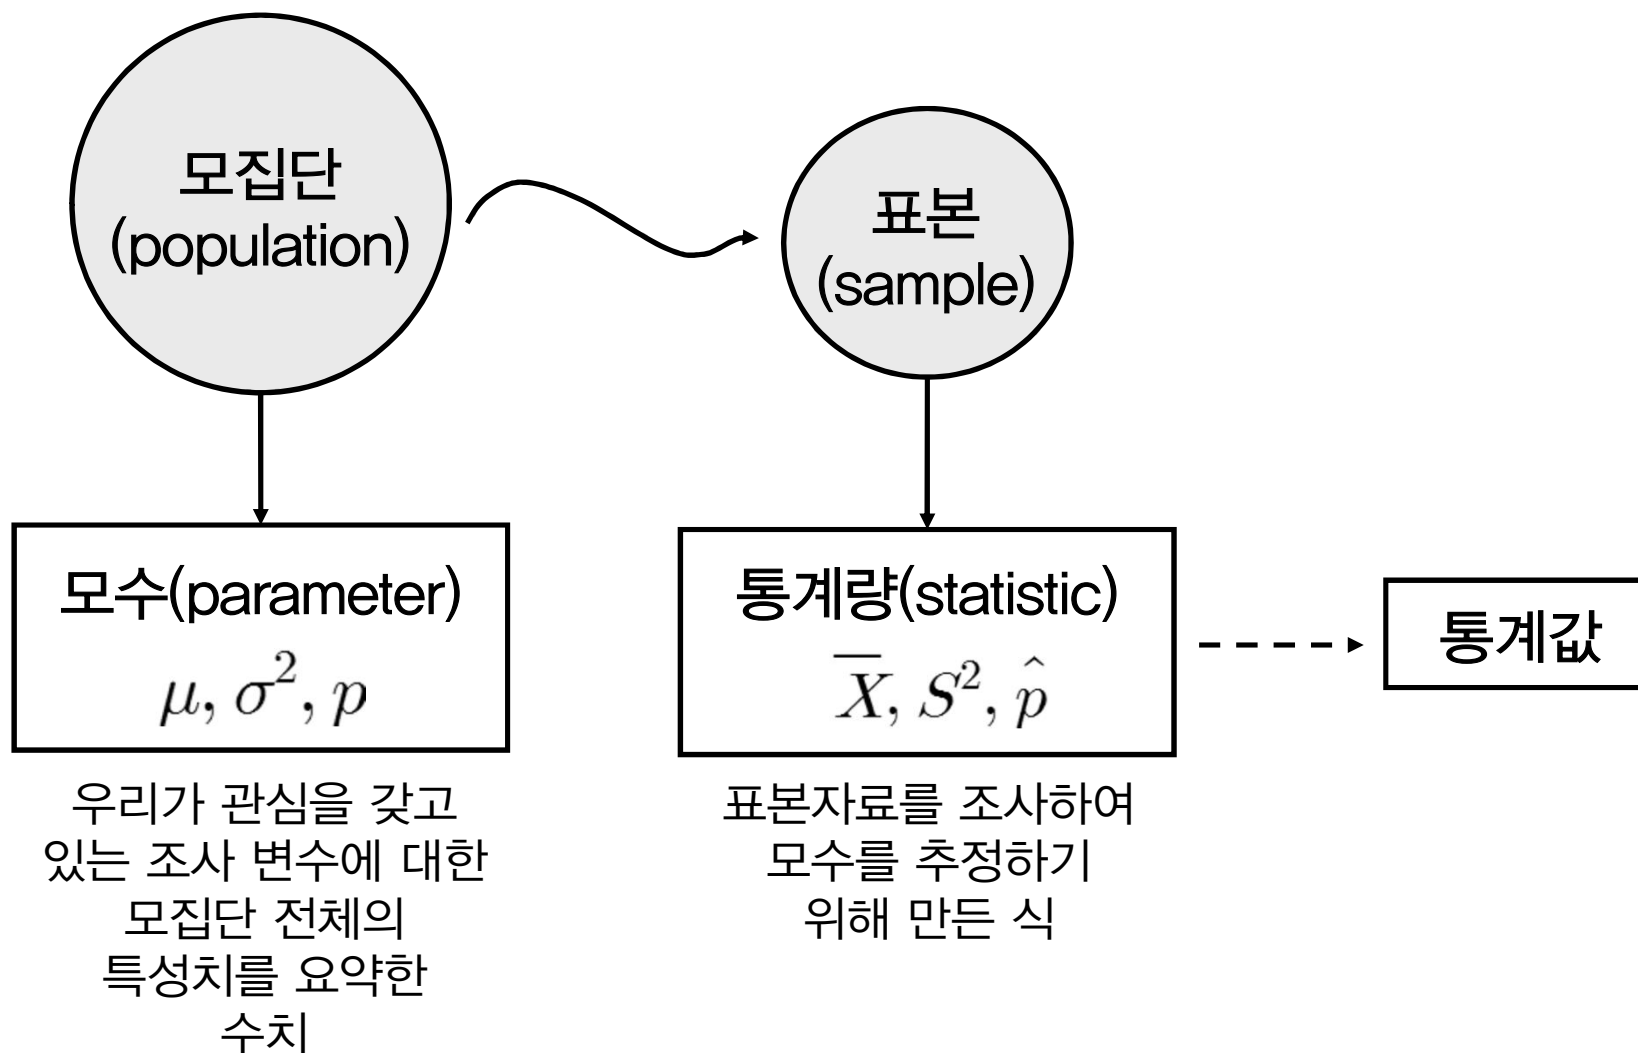 모집단
(population)
표본
(sample)
모수(parameter)
μ, σ², p
우리가 관심을 갖고
있는 조사 변수에 대한
모집단 전체의
특성치를 요약한
수치
통계량(statistic)
X̅, S², p̂
표본자료를 조사하여
모수를 추정하기
위해 만든 식
통계값